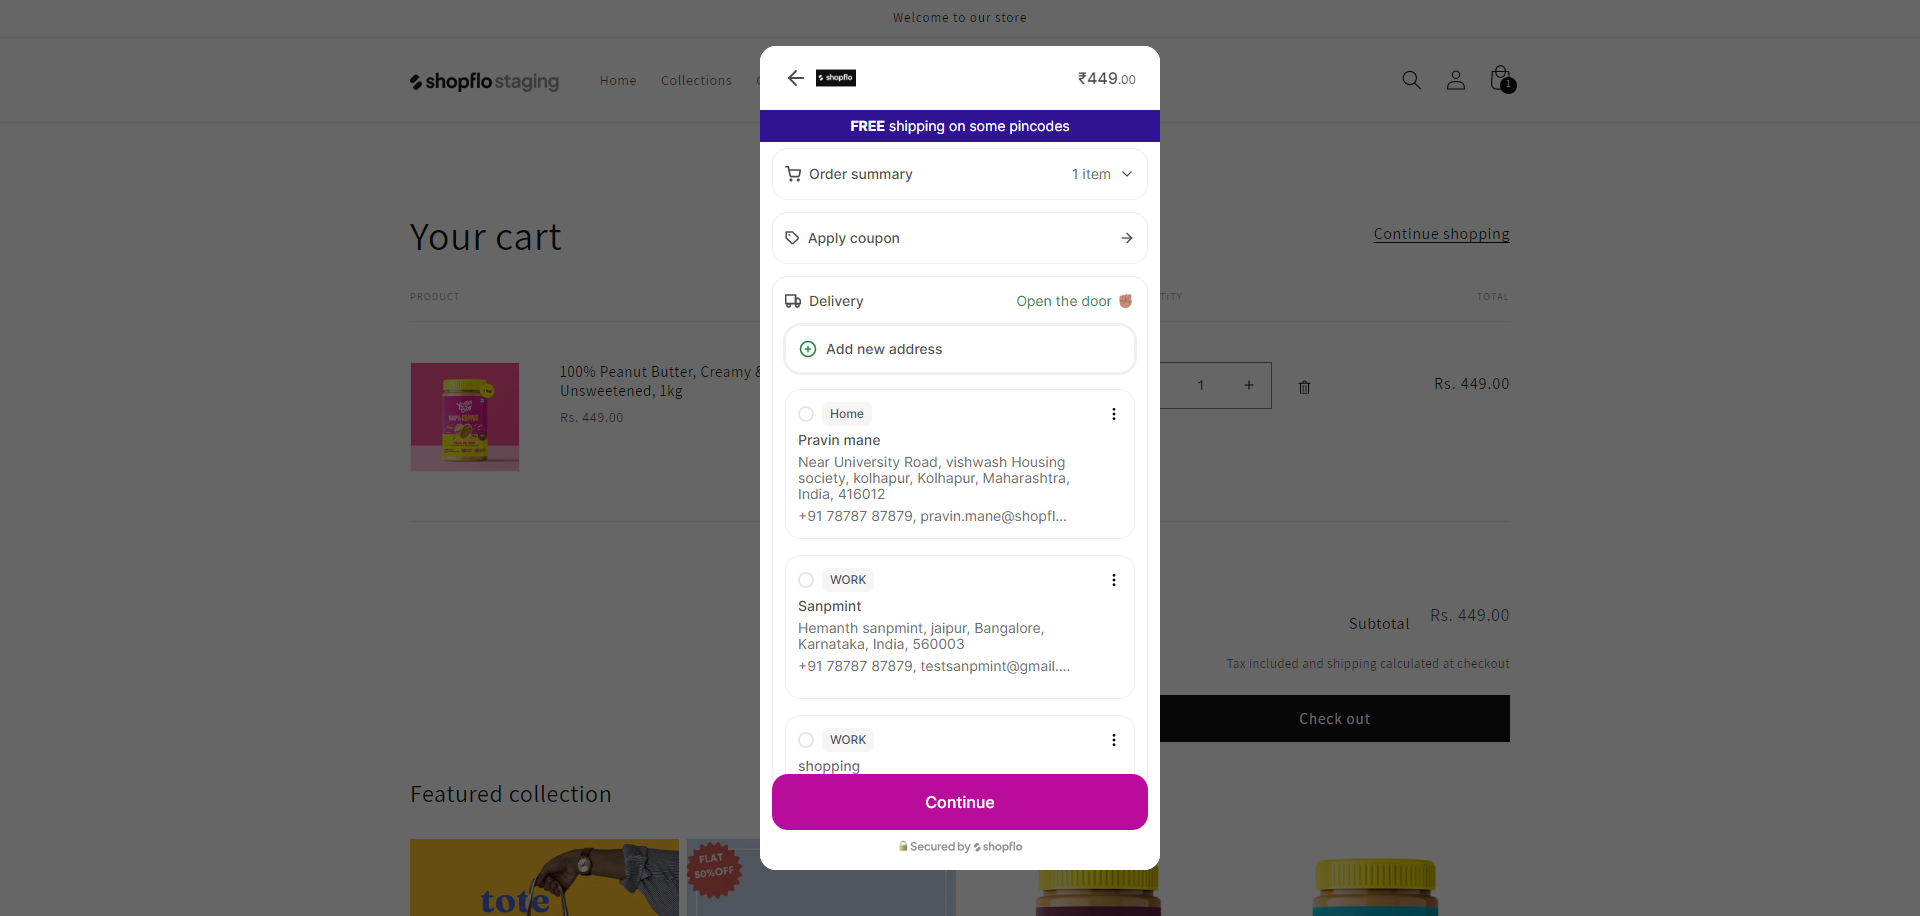 Welcome to our store
shopflo staging
Home
Collections
shopflo
₹449.00
1
FREE shipping on some pincodes
Order summary
1 item
Apply coupon
Your cart
Continue shopping
PRODUCT
TITY
TOTAL
Delivery
Open the door
Add new address
100% Peanut Butter, Creamy &
Unsweetened, 1kg
Rs. 449.00
1
+
Rs. 449.00
Home
Pravin mane
Near University Road, vishwash Housing
society, kolhapur, Kolhapur, Maharashtra,
India, 416012
+91 78787 87879, pravin.mane@shopfl...
WORK
Sanpmint
Hemanth sanpmint, jaipur, Bangalore,
Karnataka, India, 560003
+91 78787 87879, testsanpmint@gmail....
Subtotal
Rs. 449.00
Tax included and shipping calculated at checkout
Check out
WORK
shopping
Continue
Secured by shopflo
Featured collection
tote
FLAT
50%OFF